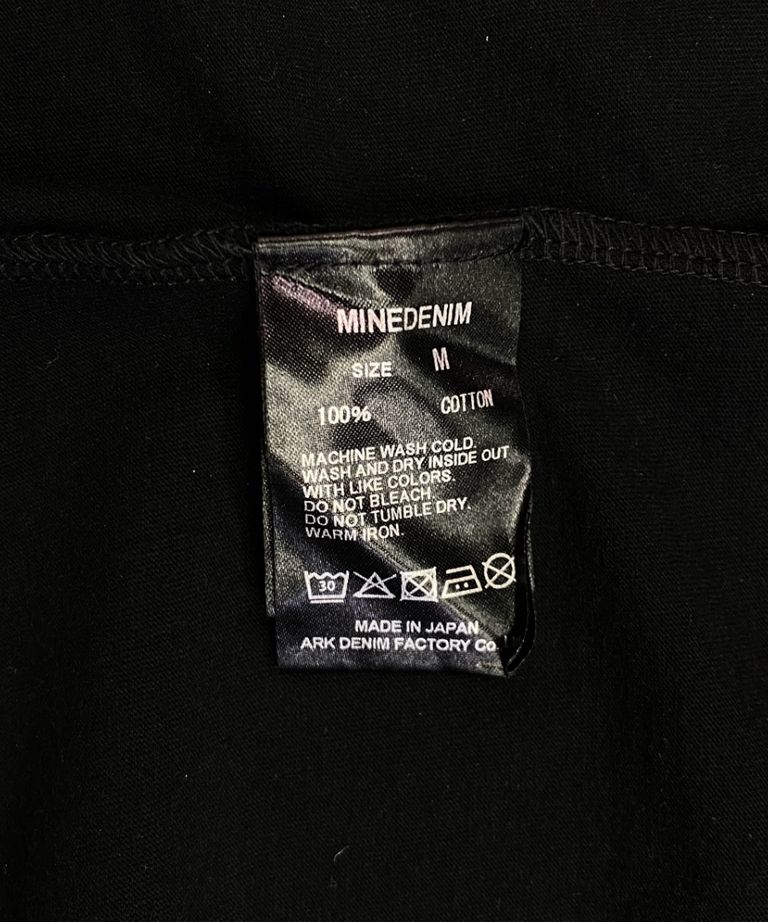 MINEDENIM
SIZE M
100% COTTON
MACHINE WASH COLD.
WASH AND DRY INSIDE OUT
WITH LIKE COLORS.
DO NOT BLEACH.
DO NOT TUMBLE DRY.
WARM IRON.
30
MADE IN JAPAN
ARK DENIM FACTORY Co